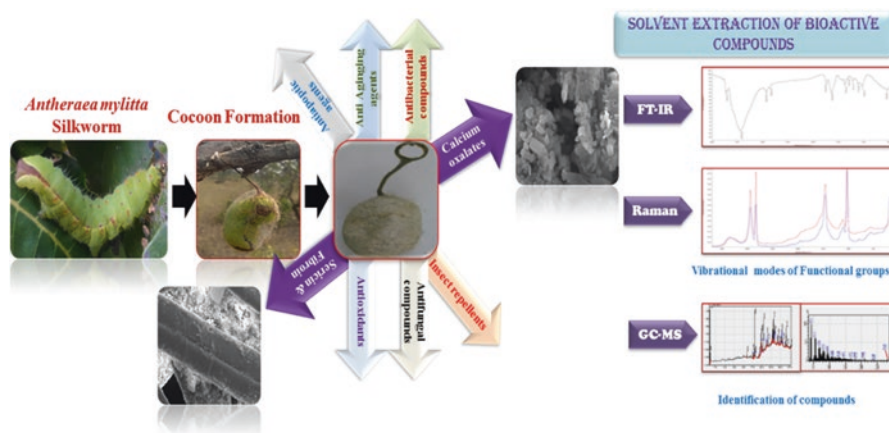 SOLVENT EXTRACTION OF BIOACTIVE
COMPOUNDS
Antheraea mylitta
Silkworm
Cocoon Formation
Antiapoptic
agents
Anti Aginging
agents
Antibacterial
compounds
Calcium
oxalates
Sericin &
Fibroin
Antioxidants
Antifungal
compounds
Insect repellents
FT-IR
Raman
Vibrational modes of Functional groups
GC-MS
Identification of compounds